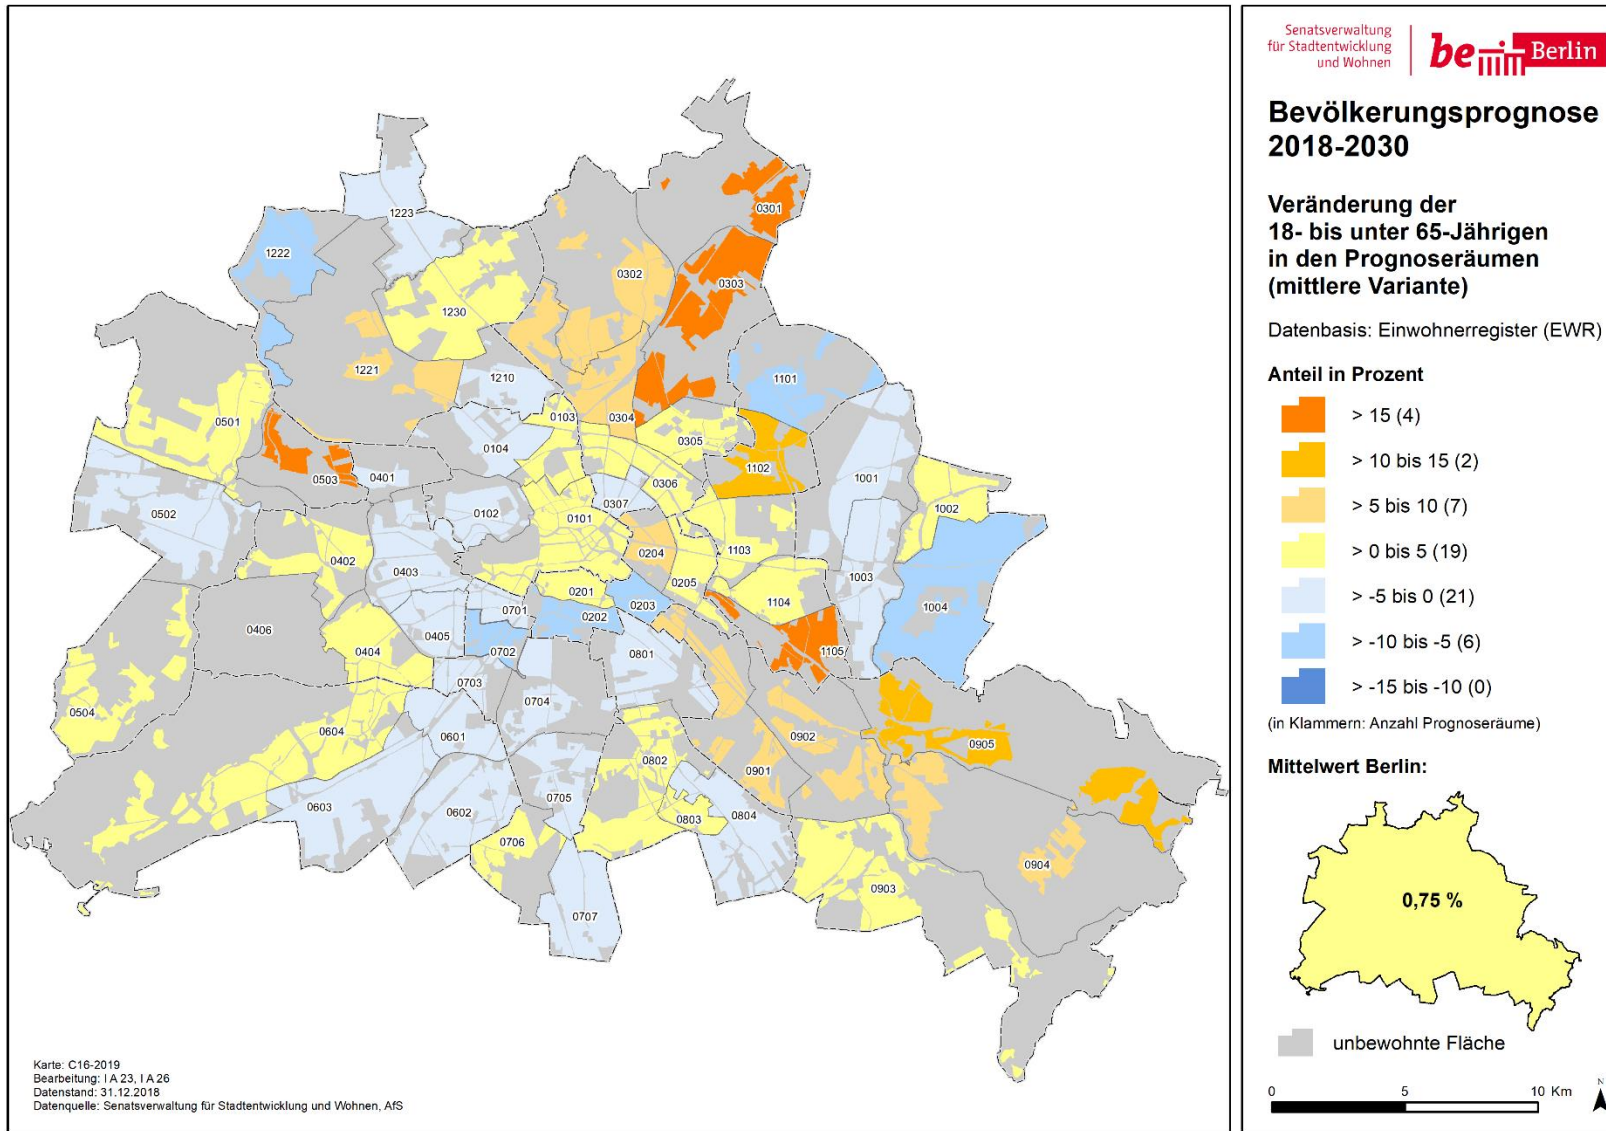 Senatsverwaltung
für Stadtentwicklung
und Wohnen
be Berlin
Bevölkerungsprognose
2018-2030
Veränderung der
18- bis unter 65-Jährigen
in den Prognoseräumen
(mittlere Variante)
Datenbasis: Einwohnerregister (EWR)
Anteil in Prozent
> 15 (4)
> 10 bis 15 (2)
> 5 bis 10 (7)
> 0 bis 5 (19)
> -5 bis 0 (21)
> -10 bis -5 (6)
> -15 bis -10 (0)
(in Klammern: Anzahl Prognoseräume)
Mittelwert Berlin:
0,75 %
unbewohnte Fläche
0 5 10 Km
N
1223
0301
1222
0302
0303
1230
1221
1210
1101
0103
0304
0501
0305
0104
1102
0503
0401
1001
0306
0307
1002
0502
0102
0101
0402
0204
1103
0403
0205
1003
0201
1104
1004
0203
0701
0202
0406
0405
0702
1105
0404
0801
0703
0704
0504
0604
0601
0902
0905
0802
0901
0705
0603
0602
0804
0803
0706
0904
0903
0707
Karte: C16-2019
Bearbeitung: I A 23, I A 26
Datenstand: 31.12.2018
Datenquelle: Senatsverwaltung für Stadtentwicklung und Wohnen, AfS